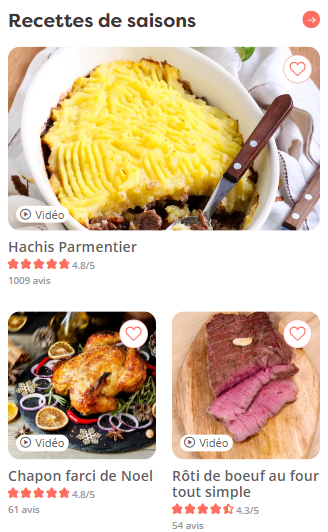 Recettes de saisons
Vidéo
Hachis Parmentier
4.8/5
1009 avis
Vidéo
Chapon farci de Noel
4.8/5
61 avis
Vidéo
Rôti de boeuf au four
tout simple
4.3/5
54 avis